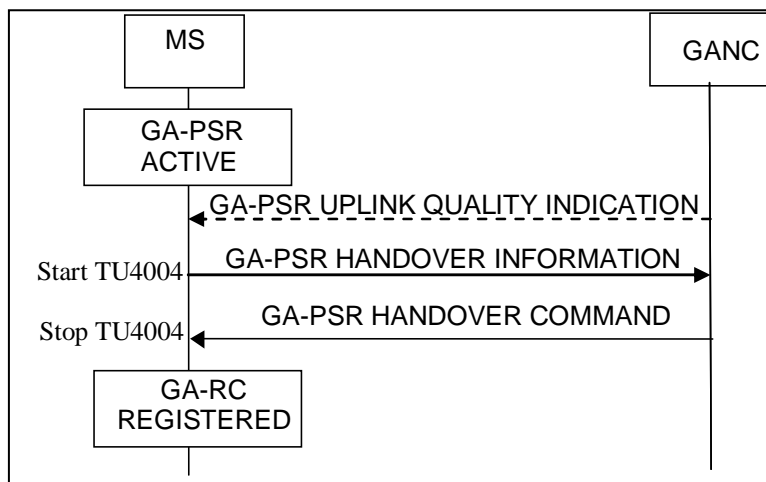 MS
GANC
GA-PSR
ACTIVE
GA-PSR UPLINK QUALITY INDICATION
Start TU4004
GA-PSR HANDOVER INFORMATION
Stop TU4004
GA-PSR HANDOVER COMMAND
GA-RC
REGISTERED